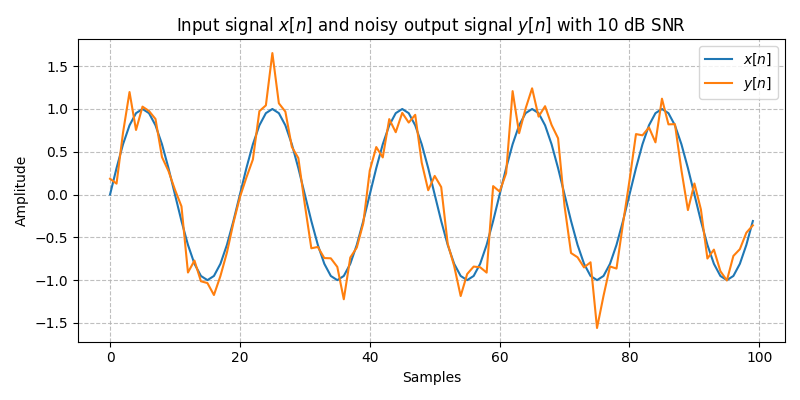 Input signal x[n] and noisy output signal y[n] with 10 dB SNR
x[n]
y[n]
Amplitude
1.5
1.0
0.5
0.0
−0.5
−1.0
−1.5
0 20 40 60 80 100
Samples